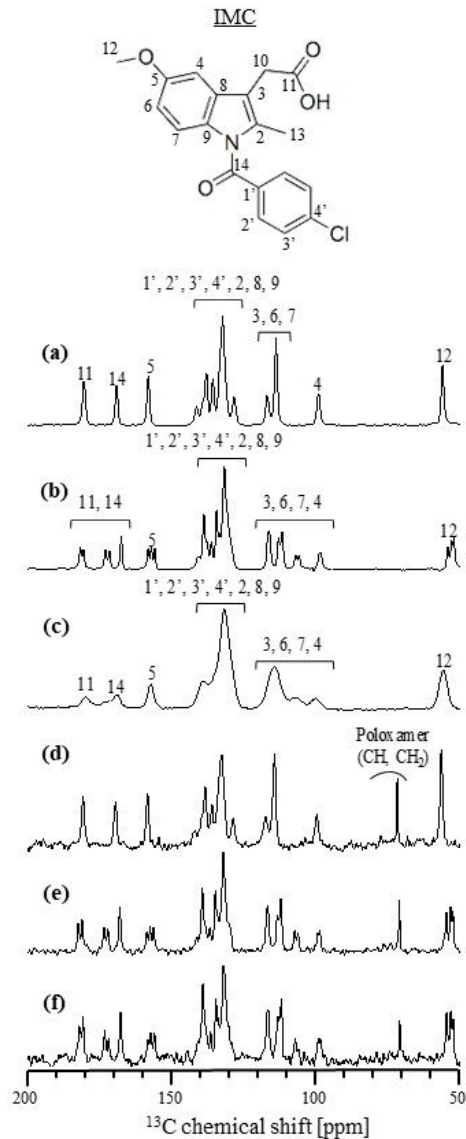 IMC
12
O
4
10
O
5
8
11
3
OH
6
9
2
7
N
13
14
O
1'
4'
2'
Cl
3'
1', 2', 3', 4', 2, 8, 9
3, 6, 7
(a)
11
14
5
4
12
1', 2', 3', 4', 2, 8, 9
(b)
11, 14
3, 6, 7, 4
5
12
1', 2', 3', 4', 2, 8, 9
(c)
3, 6, 7, 4
11
14
5
12
(d)
Poloxamer
(CH, CH₂)
(e)
(f)
200 150 100 50
¹³C chemical shift [ppm]